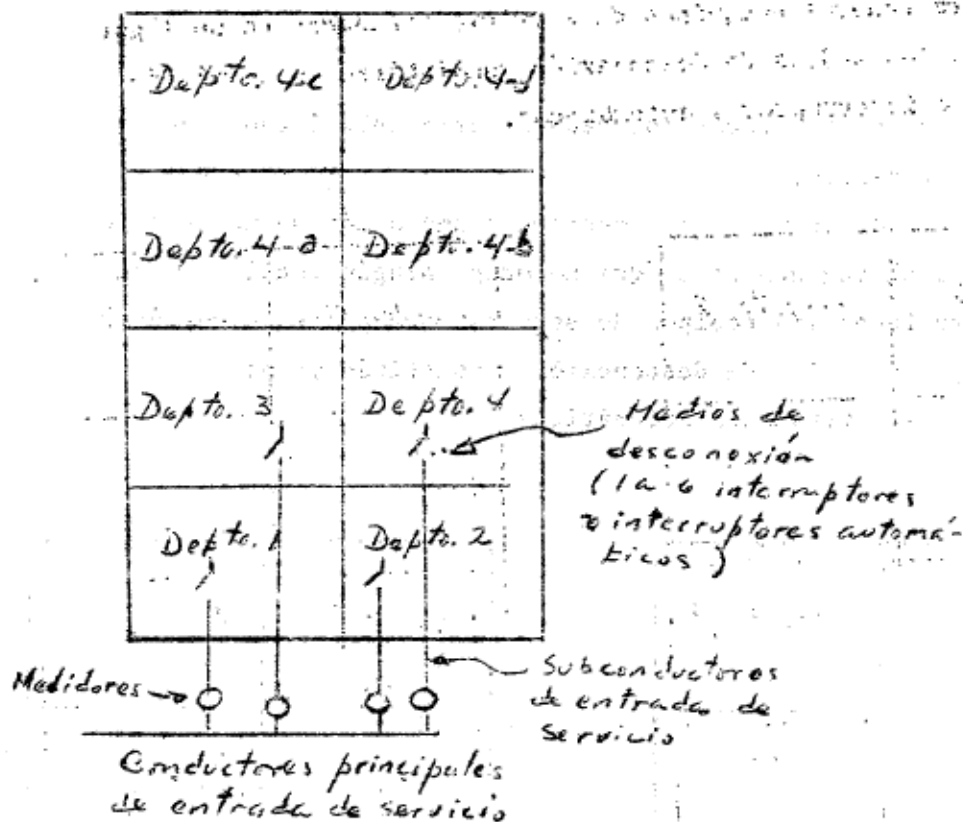 Depto. 4-c
Depto. 4-d
Depto. 4-a
Depto. 4-b
Depto. 3
Depto. 4
Medios de
desconexión
(1 a 6 interruptores
o interruptores automá-
ticos)
Depto. 1
Depto. 2
Medidores
Subconductores
de entrada de
servicio
Conductores principales
de entrada de servicio